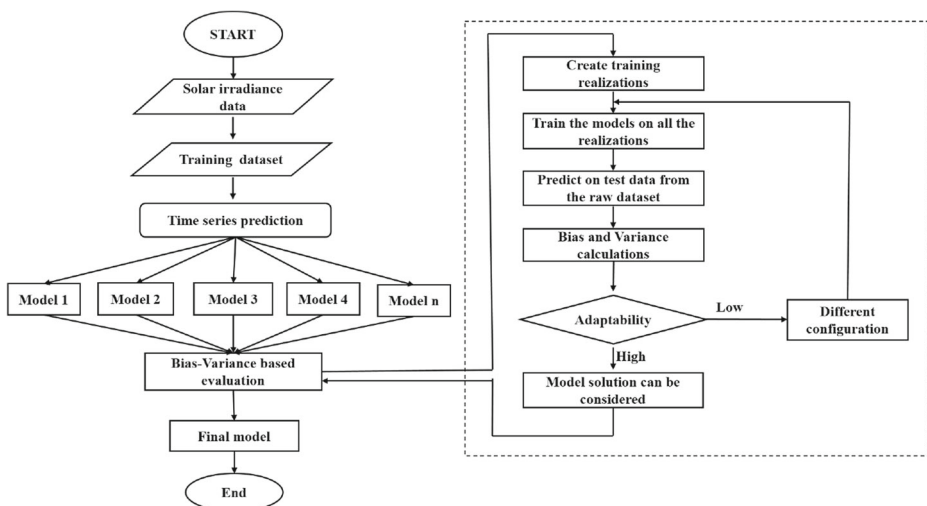 START
Solar irradiance
data
Training dataset
Time series prediction
Model 1
Model 2
Model 3
Model 4
Model n
Bias-Variance based
evaluation
Final model
End
Create training
realizations
Train the models on all the
realizations
Predict on test data from
the raw dataset
Bias and Variance
calculations
Adaptability
Low
Different
configuration
High
Model solution can be
considered